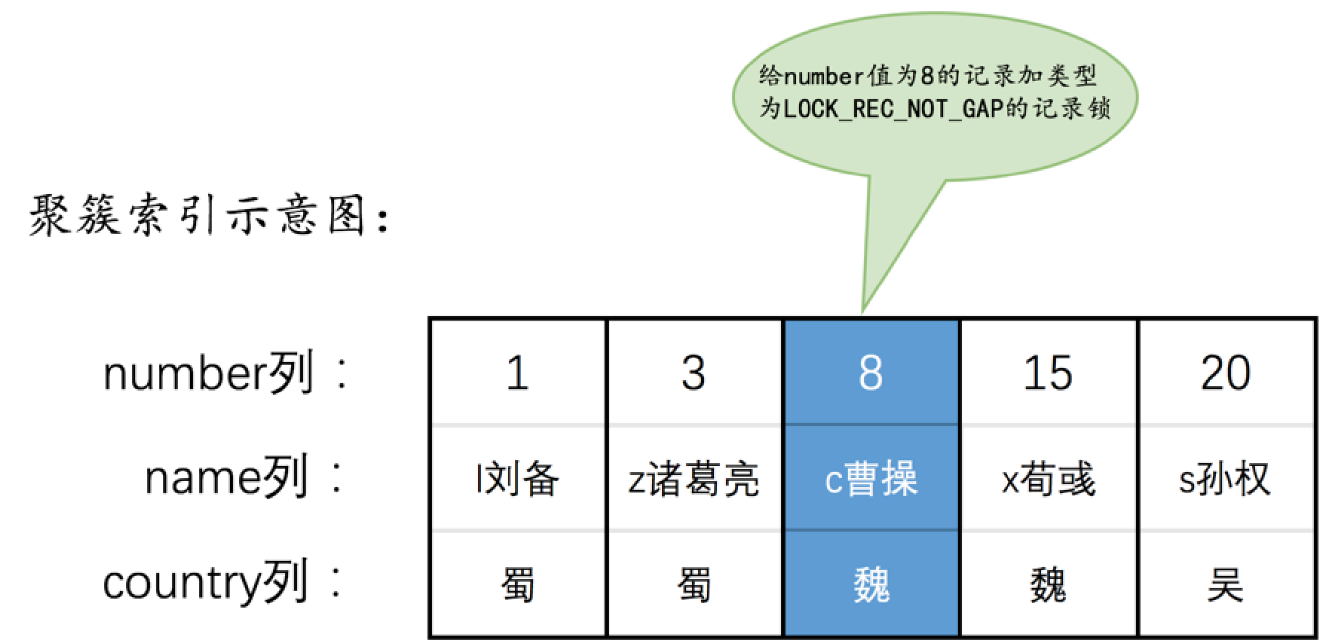 给number值为8的记录加类型
为LOCK_REC_NOT_GAP的记录锁
聚簇索引示意图：
number列： 1 3 8 15 20
name列： l刘备 z诸葛亮 c曹操 x荀彧 s孙权
country列： 蜀 蜀 魏 魏 吴